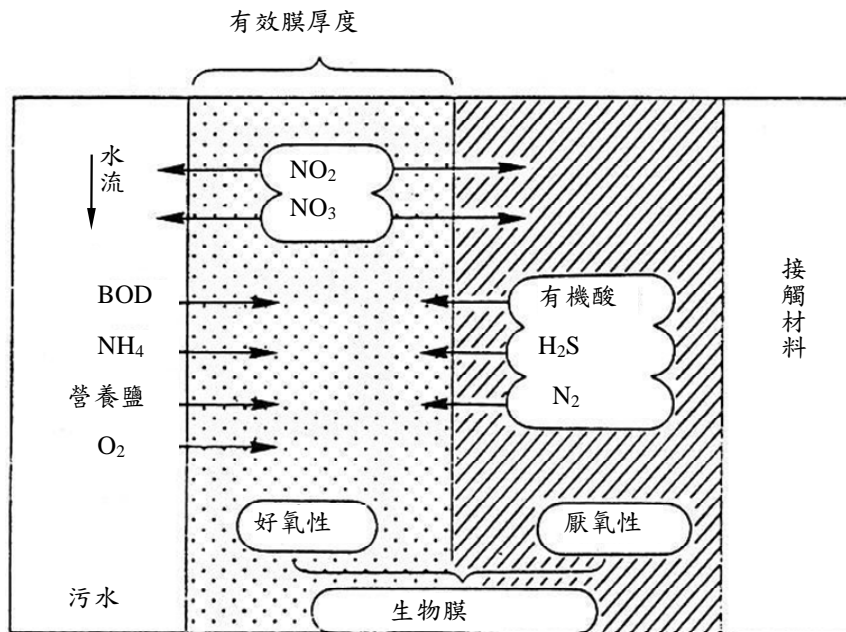 有效膜厚度
水流
NO₂
NO₃
BOD
NH₄
營養鹽
O₂
有機酸
H₂S
N₂
接觸材料
好氧性
厭氧性
污水
生物膜